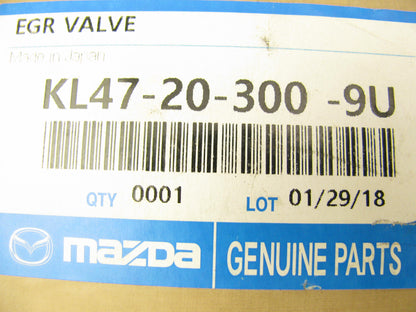 EGR VALVE
Made in Japan
KL47-20-300 -9U
QTY 0001 LOT 01/29/18
mazda GENUINE PARTS